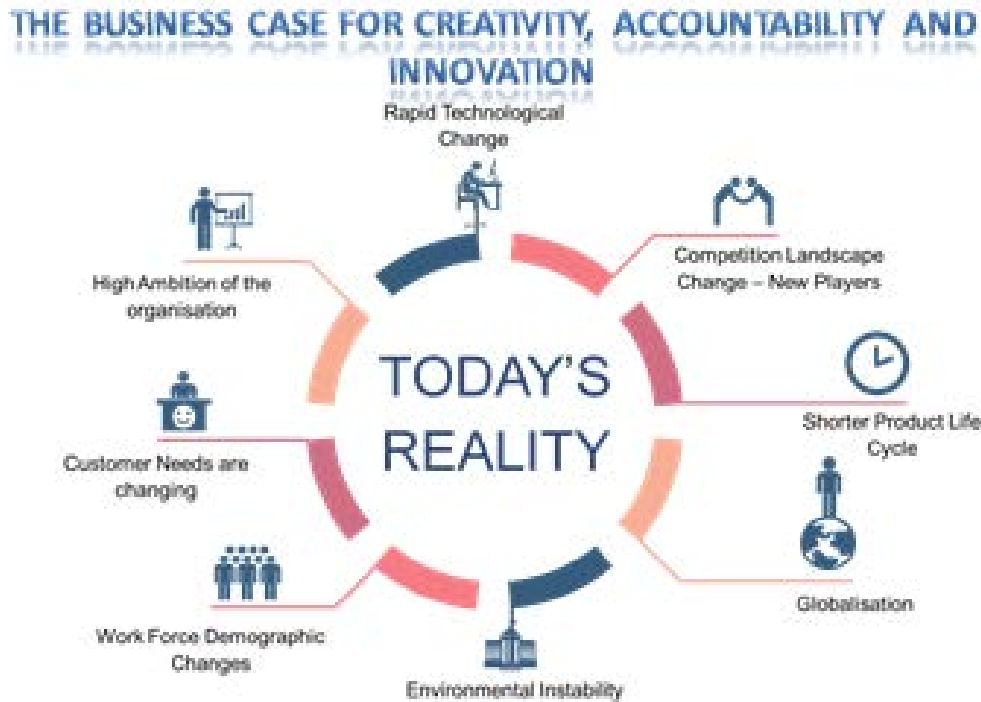 THE BUSINESS CASE FOR CREATIVITY, ACCOUNTABILITY AND
INNOVATION
Rapid Technological
Change
Competition Landscape
Change – New Players
High Ambition of the
organisation
TODAY'S
REALITY
Shorter Product Life
Cycle
Customer Needs are
changing
Globalisation
Work Force Demographic
Changes
Environmental Instability